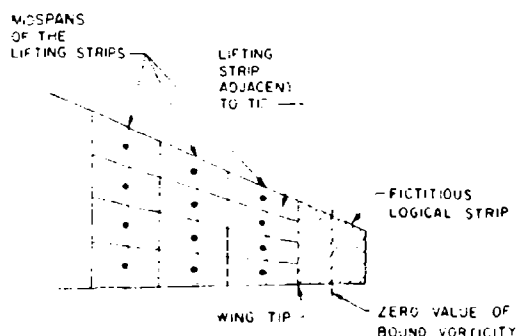 MIDSPANS
OF THE
LIFTING STRIPS
LIFTING
STRIP
ADJACENT
TO TIP
FICTITIOUS
LOGICAL STRIP
WING TIP
ZERO VALUE OF
BOUND VORTICITY